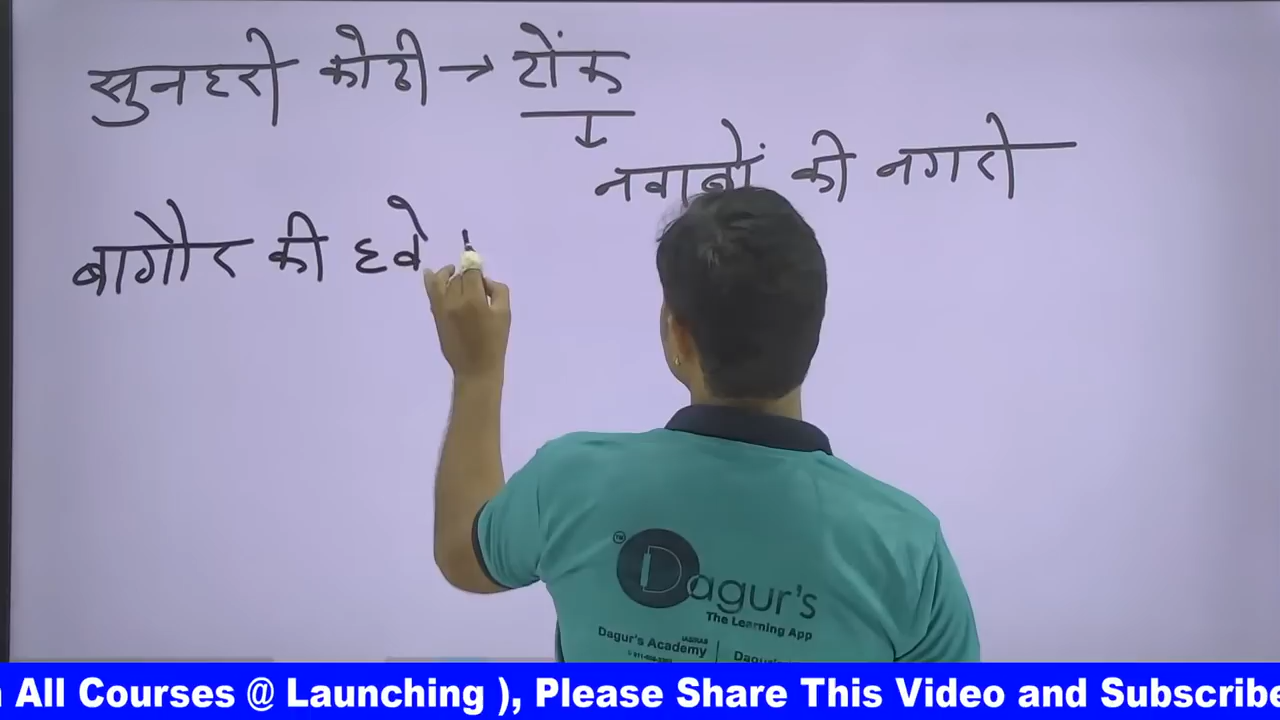 सुनहरी कोठी → टोंक
↓
नवाबों की नगरी
बागौर की हवे
TM
Dagur's
The Learning App
Dagur's Academy
All Courses @ Launching ), Please Share This Video and Subscribe